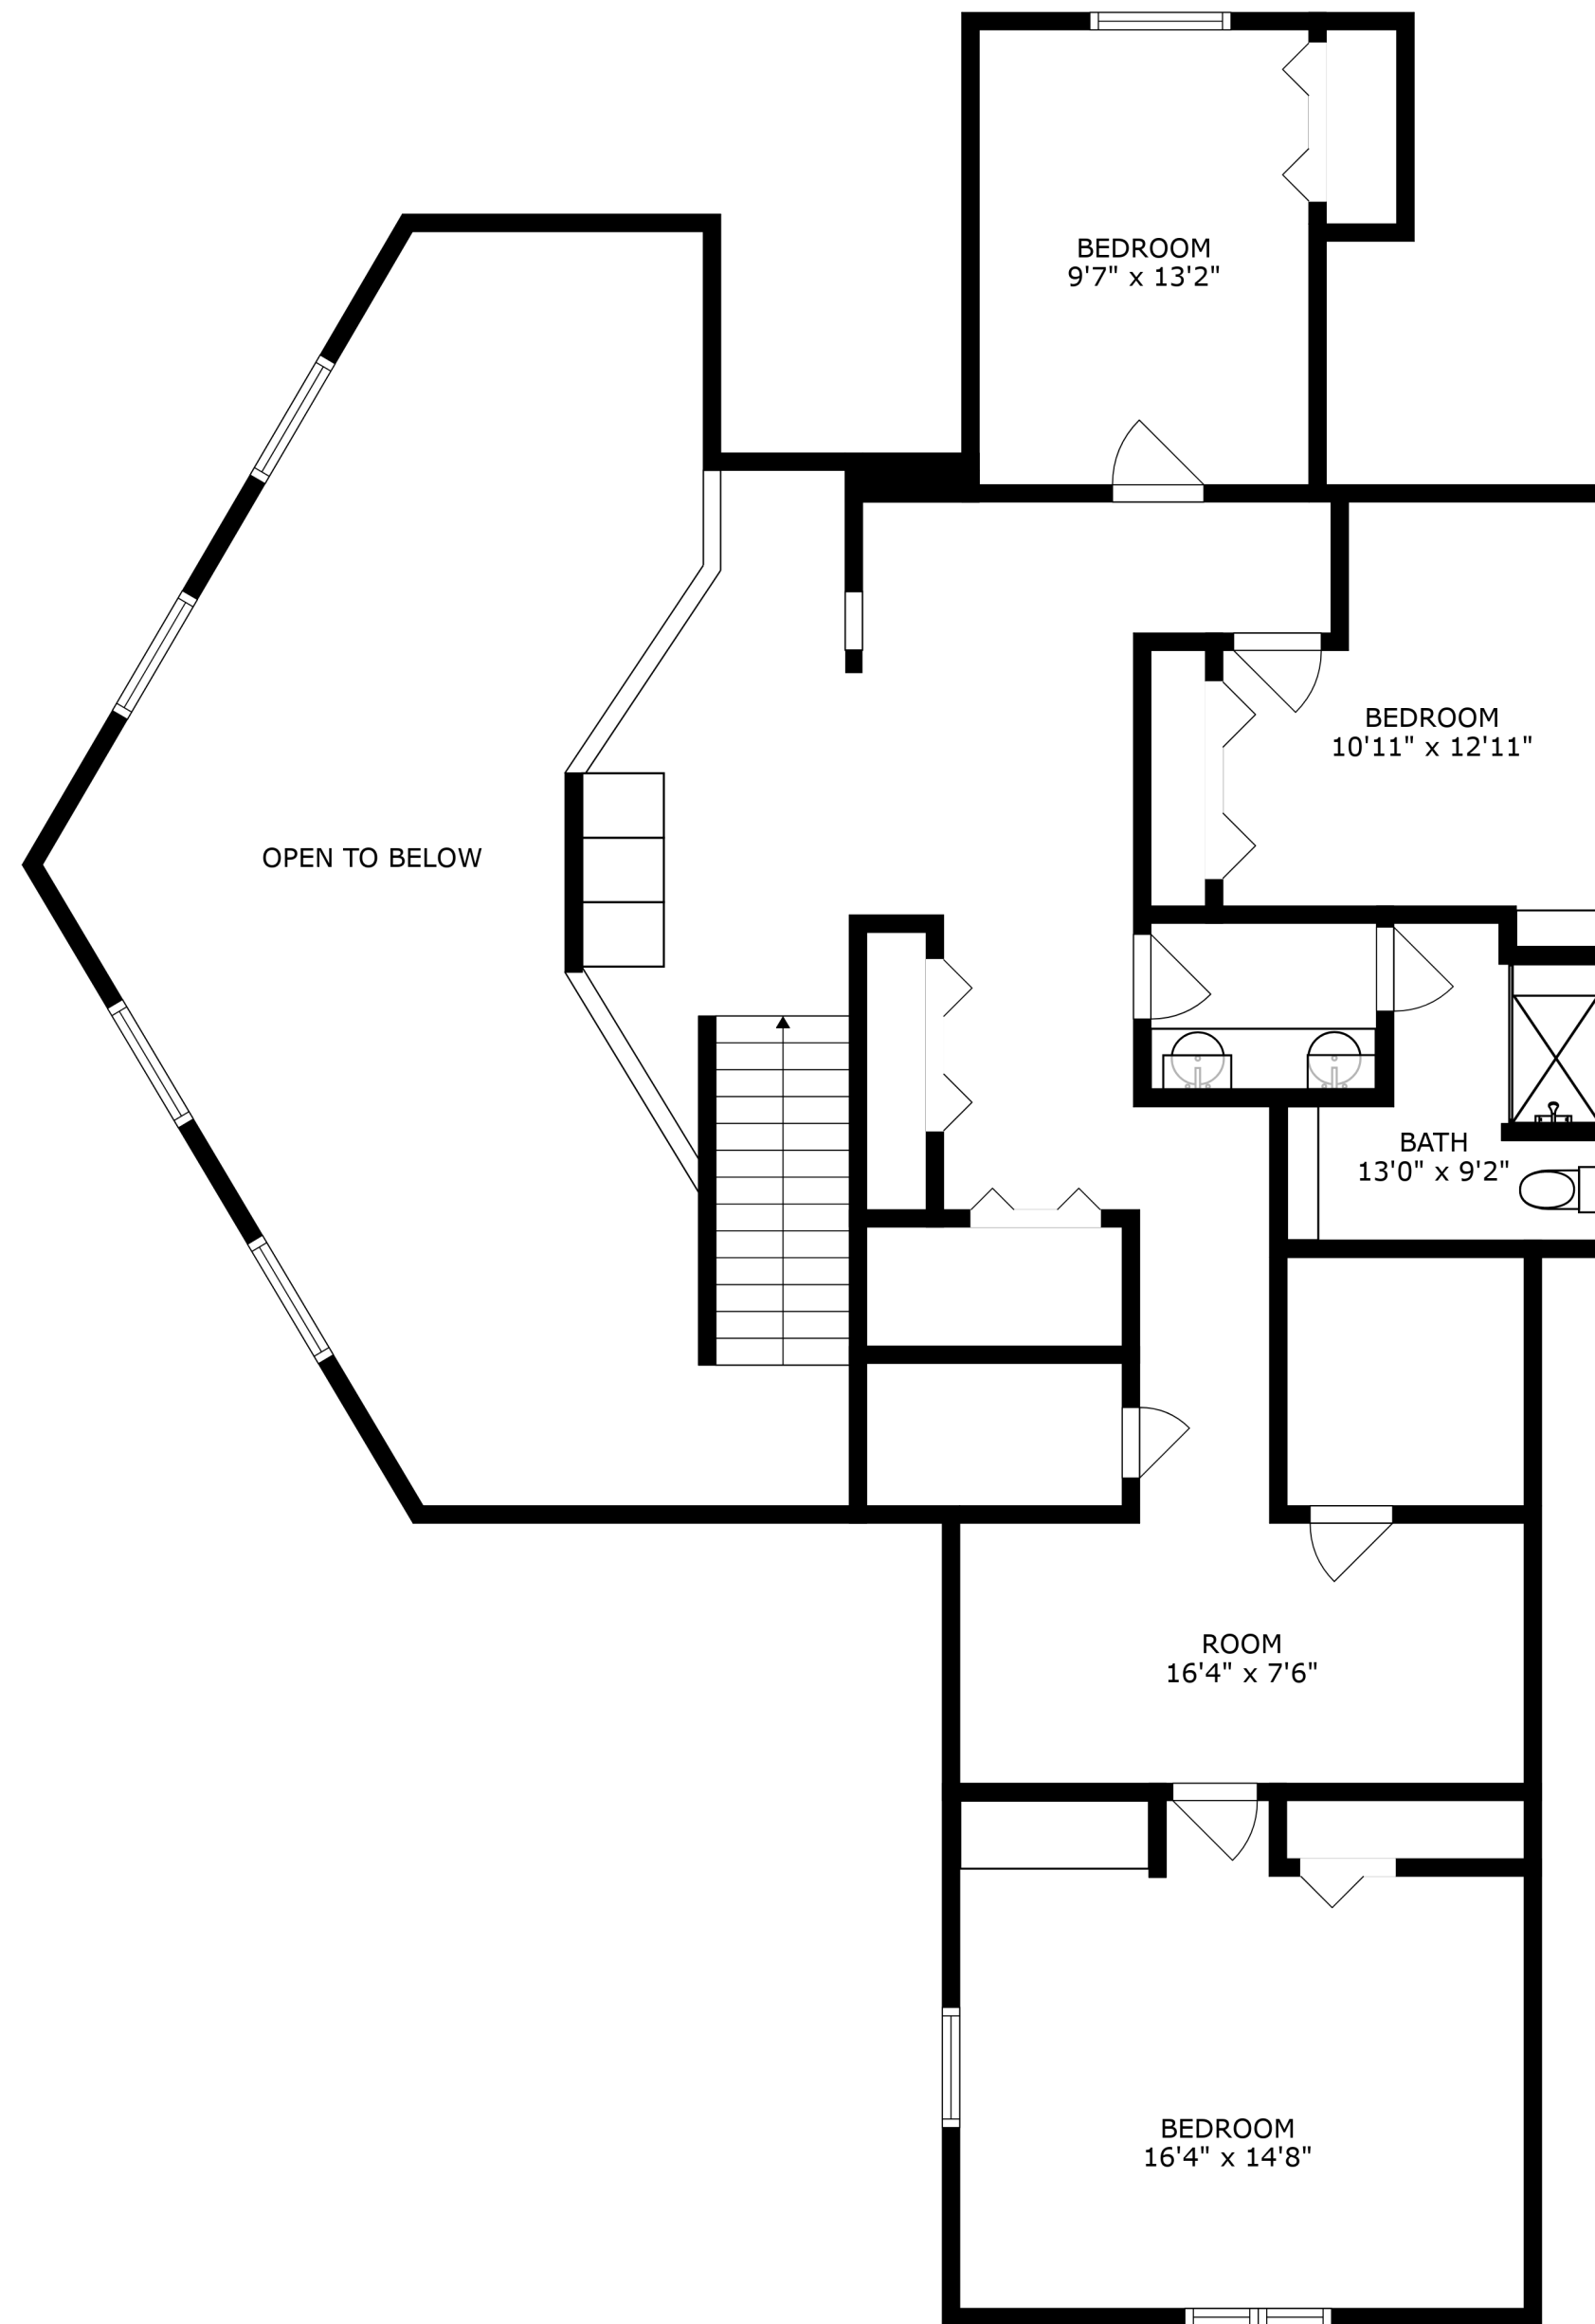 BEDROOM
9'7" x 13'2"
BEDROOM
10'11" x 12'11"
OPEN TO BELOW
BATH
13'0" x 9'2"
ROOM
16'4" x 7'6"
BEDROOM
16'4" x 14'8"